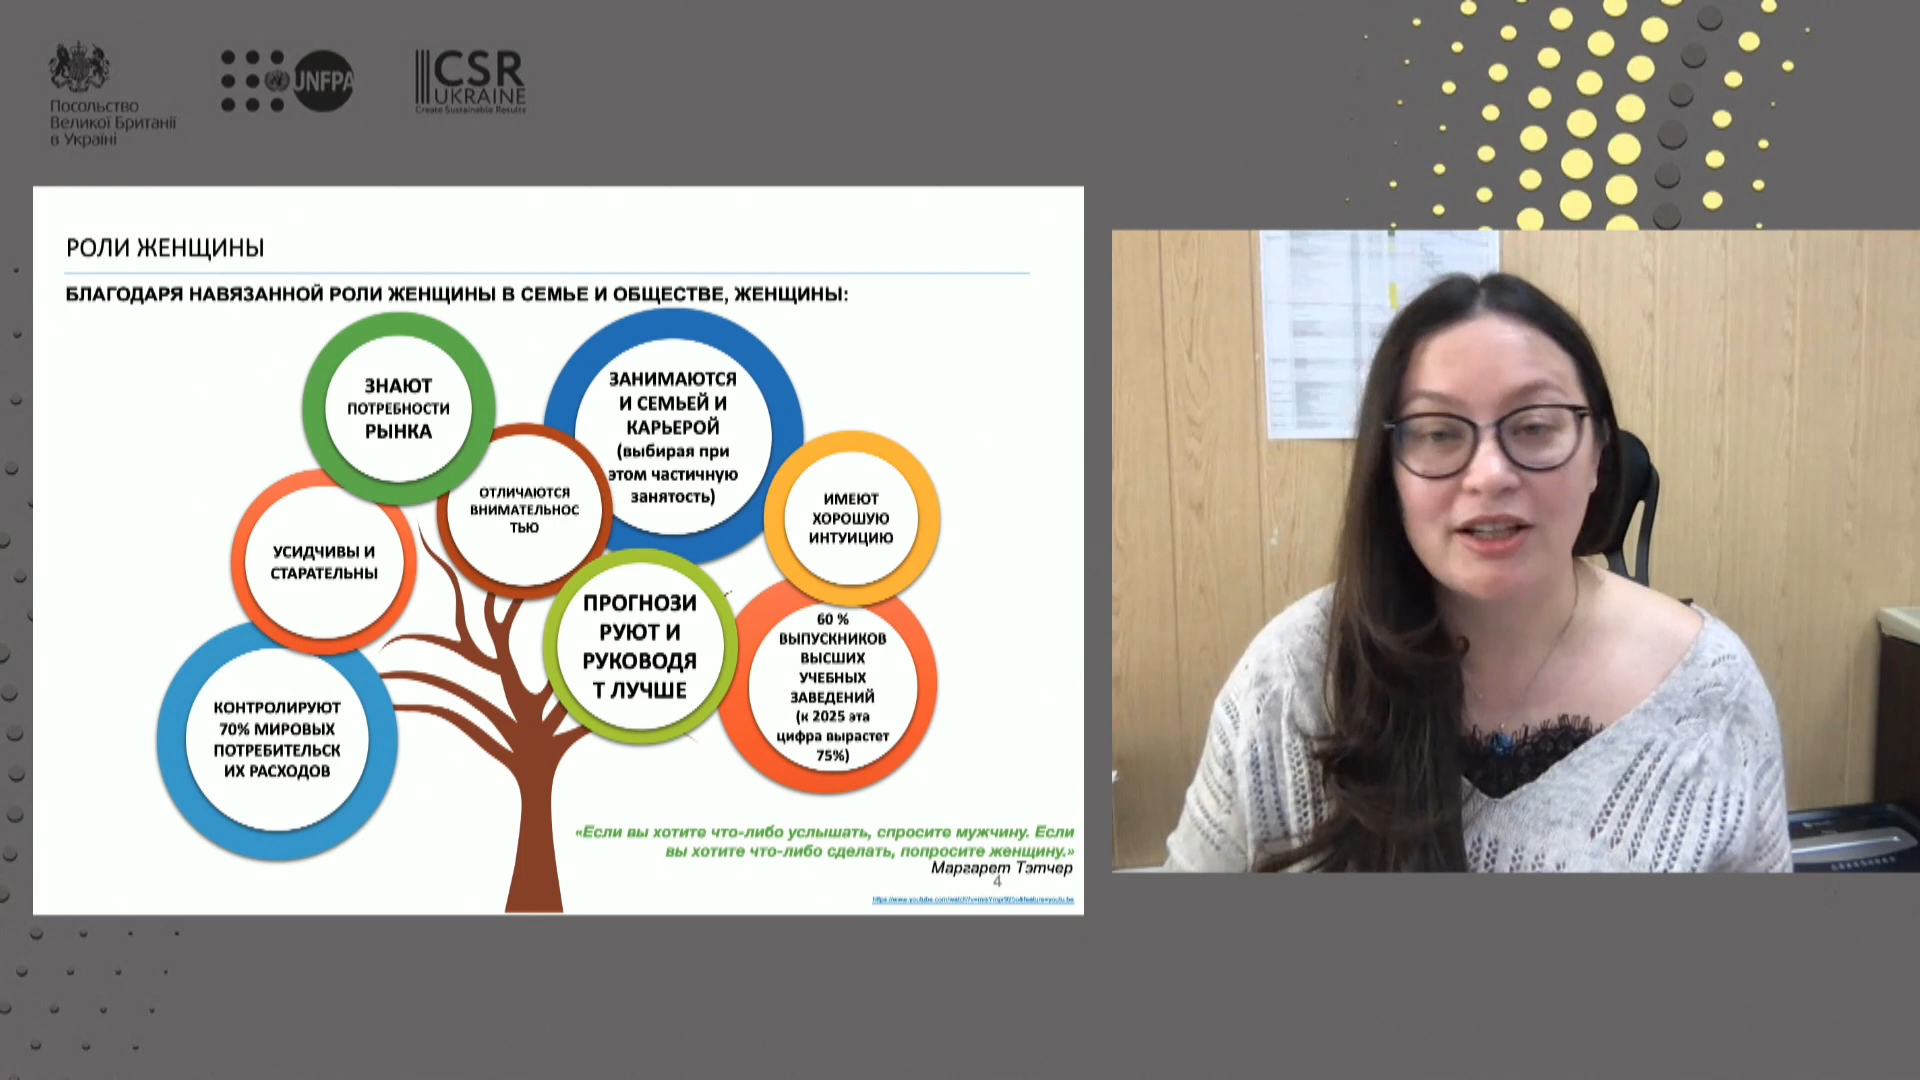 Посольство
Великої Британії
в Україні
UNFPA
CSR
UKRAINE
Create Sustainable Results
РОЛИ ЖЕНЩИНЫ
БЛАГОДАРЯ НАВЯЗАННОЙ РОЛИ ЖЕНЩИНЫ В СЕМЬЕ И ОБЩЕСТВЕ, ЖЕНЩИНЫ:
ЗНАЮТ
ПОТРЕБНОСТИ
РЫНКА
ЗАНИМАЮТСЯ
И СЕМЬЕЙ И
КАРЬЕРОЙ
(выбирая при
этом частичную
занятость)
ОТЛИЧАЮТСЯ
ВНИМАТЕЛЬНОС
ТЬЮ
ИМЕЮТ
ХОРОШУЮ
ИНТУИЦИЮ
УСИДЧИВЫ И
СТАРАТЕЛЬНЫ
ПРОГНОЗИ
РУЮТ И
РУКОВОДЯ
Т ЛУЧШЕ
60 %
ВЫПУСКНИКОВ
ВЫСШИХ
УЧЕБНЫХ
ЗАВЕДЕНИЙ
(к 2025 эта
цифра вырастет
75%)
КОНТРОЛИРУЮТ
70% МИРОВЫХ
ПОТРЕБИТЕЛЬСК
ИХ РАСХОДОВ
«Если вы хотите что-либо услышать, спросите мужчину. Если
вы хотите что-либо сделать, попросите женщину.»
Маргарет Тэтчер
4